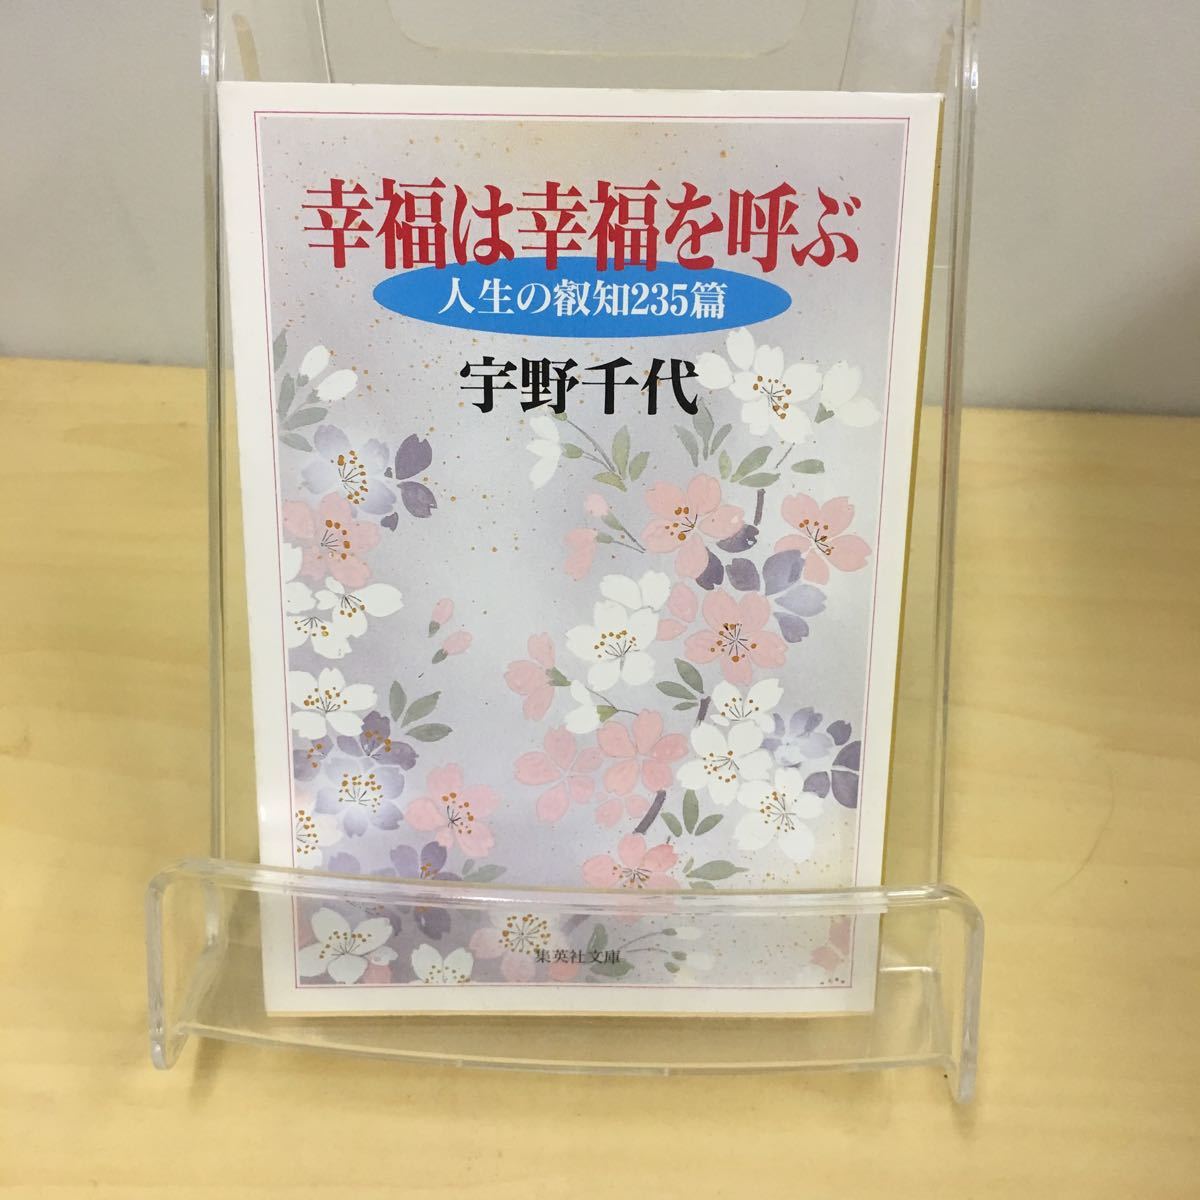 幸福は幸福を呼ぶ
人生の叡知235篇
宇野千代
集英社文庫